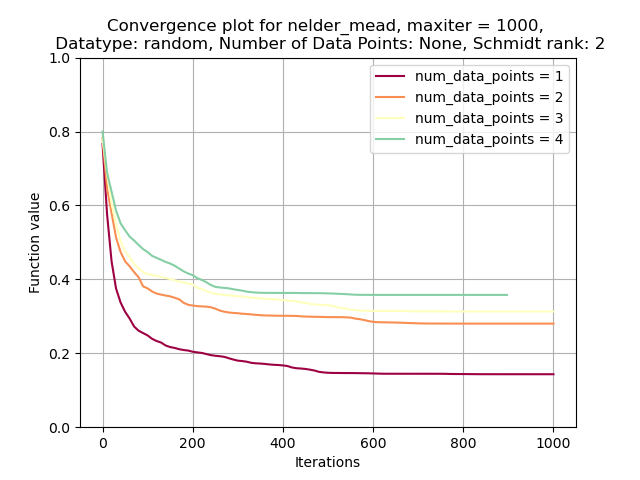 Convergence plot for nelder_mead, maxiter = 1000,
Datatype: random, Number of Data Points: None, Schmidt rank: 2
num_data_points = 1
num_data_points = 2
num_data_points = 3
num_data_points = 4
Function value
1.0
0.8
0.6
0.4
0.2
0.0
0 200 400 600 800 1000
Iterations